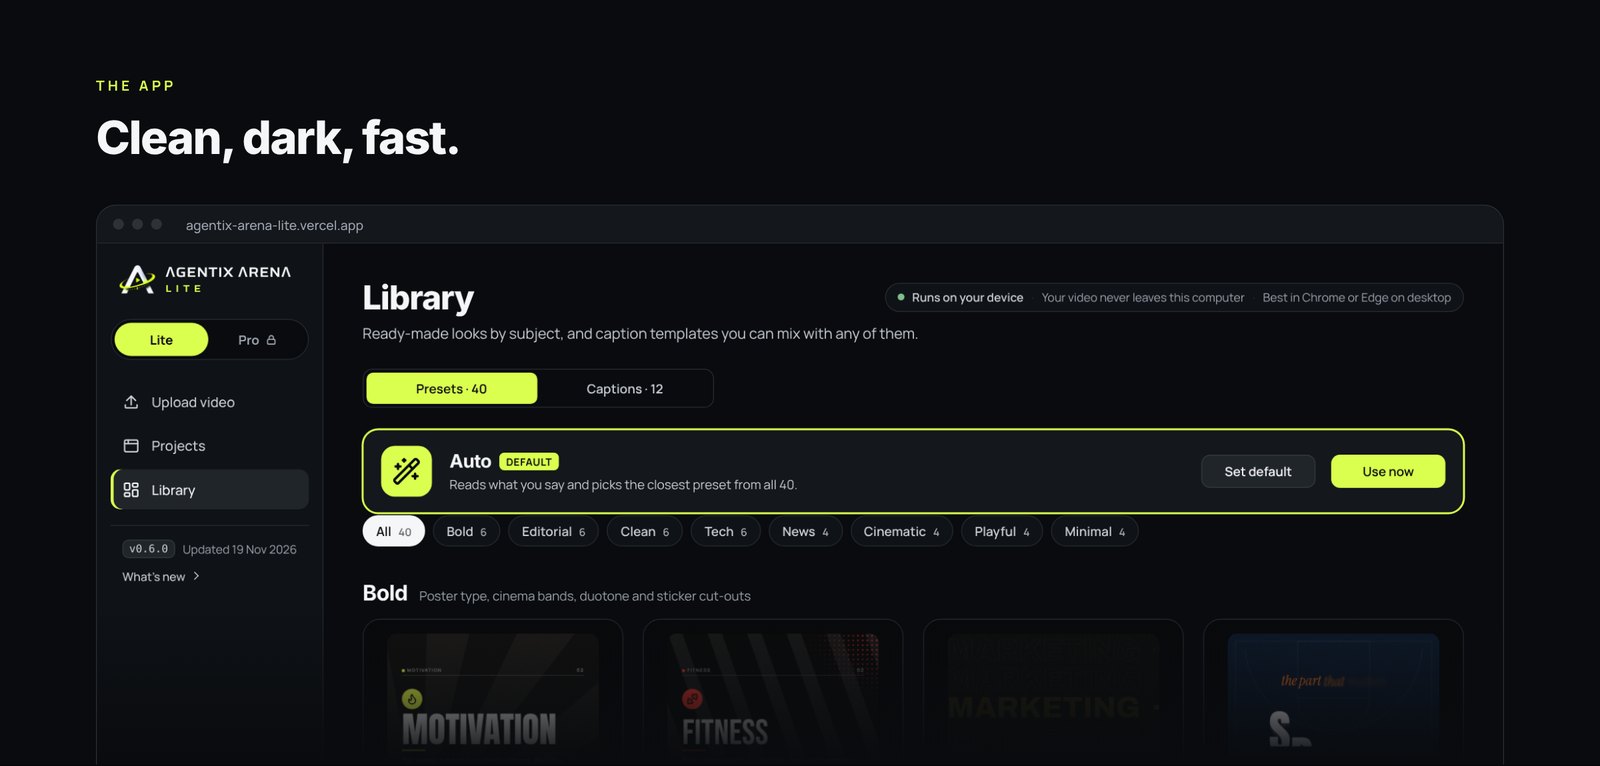 THE APP
Clean, dark, fast.
agentix-arena-lite.vercel.app
AGENTIX ARENA
LITE
Lite
Pro
Upload video
Projects
Library
v0.6.0 Updated 19 Nov 2026
What's new
Library
Runs on your device · Your video never leaves this computer · Best in Chrome or Edge on desktop
Ready-made looks by subject, and caption templates you can mix with any of them.
Presets · 40
Captions · 12
Auto DEFAULT
Reads what you say and picks the closest preset from all 40.
Set default
Use now
All 40 Bold 6 Editorial 6 Clean 6 Tech 6 News 4 Cinematic 4 Playful 4 Minimal 4
Bold Poster type, cinema bands, duotone and sticker cut-outs
MOTIVATION
MOTIVATION
FITNESS
FITNESS
MARKETING
MARKETING
MARKETING
the part that